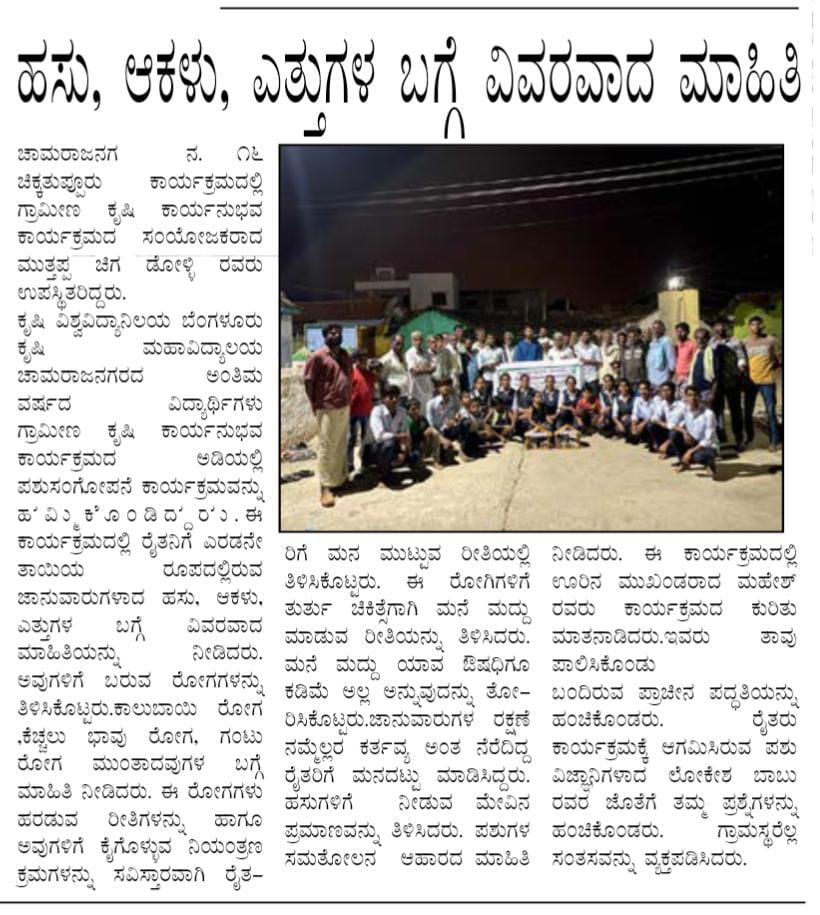 ಹಸು, ಆಕಳು, ಎತ್ತುಗಳ ಬಗ್ಗೆ ವಿವರವಾದ ಮಾಹಿತಿ
ಚಾಮರಾಜನಗ ನ. ೧೬
ಚಿಕ್ಕತುಪ್ಪೂರು ಕಾರ್ಯಕ್ರಮದಲ್ಲಿ
ಗ್ರಾಮೀಣ ಕೃಷಿ ಕಾರ್ಯನುಭವ
ಕಾರ್ಯಕ್ರಮದ ಸಂಯೋಜಕರಾದ
ಮುತ್ತಪ್ಪ ಚಿಗ ಡೋಳ್ಳಿ ರವರು
ಉಪಸ್ಥಿತರಿದ್ದರು.
ಕೃಷಿ ವಿಶ್ವವಿದ್ಯಾನಿಲಯ ಬೆಂಗಳೂರು
ಕೃಷಿ ಮಹಾವಿದ್ಯಾಲಯ
ಚಾಮರಾಜನಗರದ ಅಂತಿಮ
ವರ್ಷದ ವಿದ್ಯಾರ್ಥಿಗಳು
ಗ್ರಾಮೀಣ ಕೃಷಿ ಕಾರ್ಯನುಭವ
ಕಾರ್ಯಕ್ರಮದ ಅಡಿಯಲ್ಲಿ
ಪಶುಸಂಗೋಪನೆ ಕಾರ್ಯಕ್ರಮವನ್ನು
ಹಮ್ಮಿಕೊಂಡಿದ್ದರು. ಈ
ಕಾರ್ಯಕ್ರಮದಲ್ಲಿ ರೈತನಿಗೆ ಎರಡನೇ
ತಾಯಿಯ ರೂಪದಲ್ಲಿರುವ
ಜಾನುವಾರುಗಳಾದ ಹಸು, ಆಕಳು,
ಎತ್ತುಗಳ ಬಗ್ಗೆ ವಿವರವಾದ
ಮಾಹಿತಿಯನ್ನು ನೀಡಿದರು.
ಅವುಗಳಿಗೆ ಬರುವ ರೋಗಗಳನ್ನು
ತಿಳಿಸಿಕೊಟ್ಟರು.ಕಾಲುಬಾಯಿ ರೋಗ
,ಕೆಚ್ಚಲು ಭಾವು ರೋಗ, ಗಂಟು
ರೋಗ ಮುಂತಾದವುಗಳ ಬಗ್ಗೆ
ಮಾಹಿತಿ ನೀಡಿದರು. ಈ ರೋಗಗಳು
ಹರಡುವ ರೀತಿಗಳನ್ನು ಹಾಗೂ
ಅವುಗಳಿಗೆ ಕೈಗೊಳ್ಳುವ ನಿಯಂತ್ರಣ
ಕ್ರಮಗಳನ್ನು ಸವಿಸ್ತಾರವಾಗಿ ರೈತ–
ರಿಗೆ ಮನ ಮುಟ್ಟುವ ರೀತಿಯಲ್ಲಿ
ತಿಳಿಸಿಕೊಟ್ಟರು. ಈ ರೋಗಿಗಳಿಗೆ
ತುರ್ತು ಚಿಕಿತ್ಸೆಗಾಗಿ ಮನೆ ಮದ್ದು
ಮಾಡುವ ರೀತಿಯನ್ನು ತಿಳಿಸಿದರು.
ಮನೆ ಮದ್ದು ಯಾವ ಔಷಧಿಗೂ
ಕಡಿಮೆ ಅಲ್ಲ ಅನ್ನುವುದನ್ನು ತೋ–
ರಿಸಿಕೊಟ್ಟರು.ಜಾನುವಾರುಗಳ ರಕ್ಷಣೆ
ನಮ್ಮೆಲ್ಲರ ಕರ್ತವ್ಯ ಅಂತ ನೆರೆದಿದ್ದ
ರೈತರಿಗೆ ಮನದಟ್ಟು ಮಾಡಿಸಿದ್ದರು.
ಹಸುಗಳಿಗೆ ನೀಡುವ ಮೇವಿನ
ಪ್ರಮಾಣವನ್ನು ತಿಳಿಸಿದರು. ಪಶುಗಳ
ಸಮತೋಲನ ಆಹಾರದ ಮಾಹಿತಿ
ನೀಡಿದರು. ಈ ಕಾರ್ಯಕ್ರಮದಲ್ಲಿ
ಊರಿನ ಮುಖಂಡರಾದ ಮಹೇಶ್
ರವರು ಕಾರ್ಯಕ್ರಮದ ಕುರಿತು
ಮಾತನಾಡಿದರು.ಇವರು ತಾವು
ಪಾಲಿಸಿಕೊಂಡು
ಬಂದಿರುವ ಪ್ರಾಚೀನ ಪದ್ಧತಿಯನ್ನು
ಹಂಚಿಕೊಂಡರು. ರೈತರು
ಕಾರ್ಯಕ್ರಮಕ್ಕೆ ಆಗಮಿಸಿರುವ ಪಶು
ವಿಜ್ಞಾನಿಗಳಾದ ಲೋಕೇಶ ಬಾಬು
ರವರ ಜೊತೆಗೆ ತಮ್ಮ ಪ್ರಶ್ನೆಗಳನ್ನು
ಹಂಚಿಕೊಂಡರು. ಗ್ರಾಮಸ್ಥರೆಲ್ಲ
ಸಂತಸವನ್ನು ವ್ಯಕ್ತಪಡಿಸಿದರು.